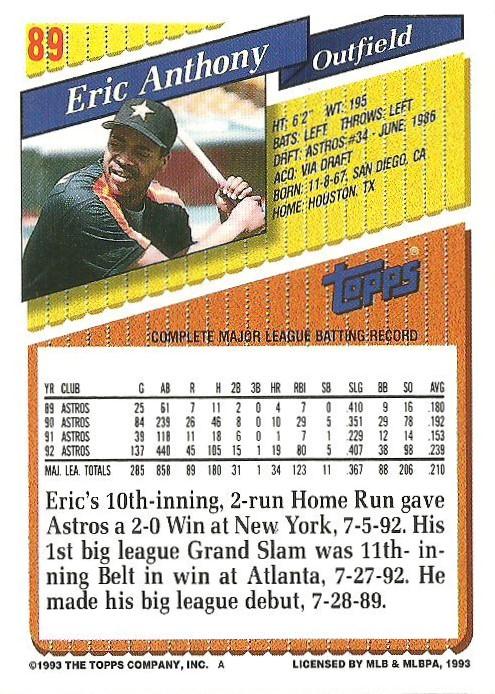 89
Eric Anthony
Outfield
HT: 6'2" WT: 195
BATS: LEFT THROWS: LEFT
DRFT: ASTROS #34 - JUNE, 1986
ACQ: VIA DRAFT
BORN: 11-8-67, SAN DIEGO, CA
HOME: HOUSTON, TX
topps®
COMPLETE MAJOR LEAGUE BATTING RECORD
YR CLUB G AB R H 2B 3B HR RBI SB SLG BB SO AVG
89 ASTROS 25 61 7 11 2 0 4 7 0 .410 9 16 .180
90 ASTROS 84 239 26 46 8 0 10 29 5 .351 29 78 .192
91 ASTROS 39 118 11 18 6 0 1 7 1 .229 12 14 .153
92 ASTROS 137 440 45 105 15 1 19 80 5 .407 38 98 .239
MAJ. LEA. TOTALS 285 858 89 180 31 1 34 123 11 .367 88 206 .210
Eric's 10th-inning, 2-run Home Run gave
Astros a 2-0 Win at New York, 7-5-92. His
1st big league Grand Slam was 11th- in-
ning Belt in win at Atlanta, 7-27-92. He
made his big league debut, 7-28-89.
©1993 THE TOPPS COMPANY, INC. A LICENSED BY MLB & MLBPA, 1993